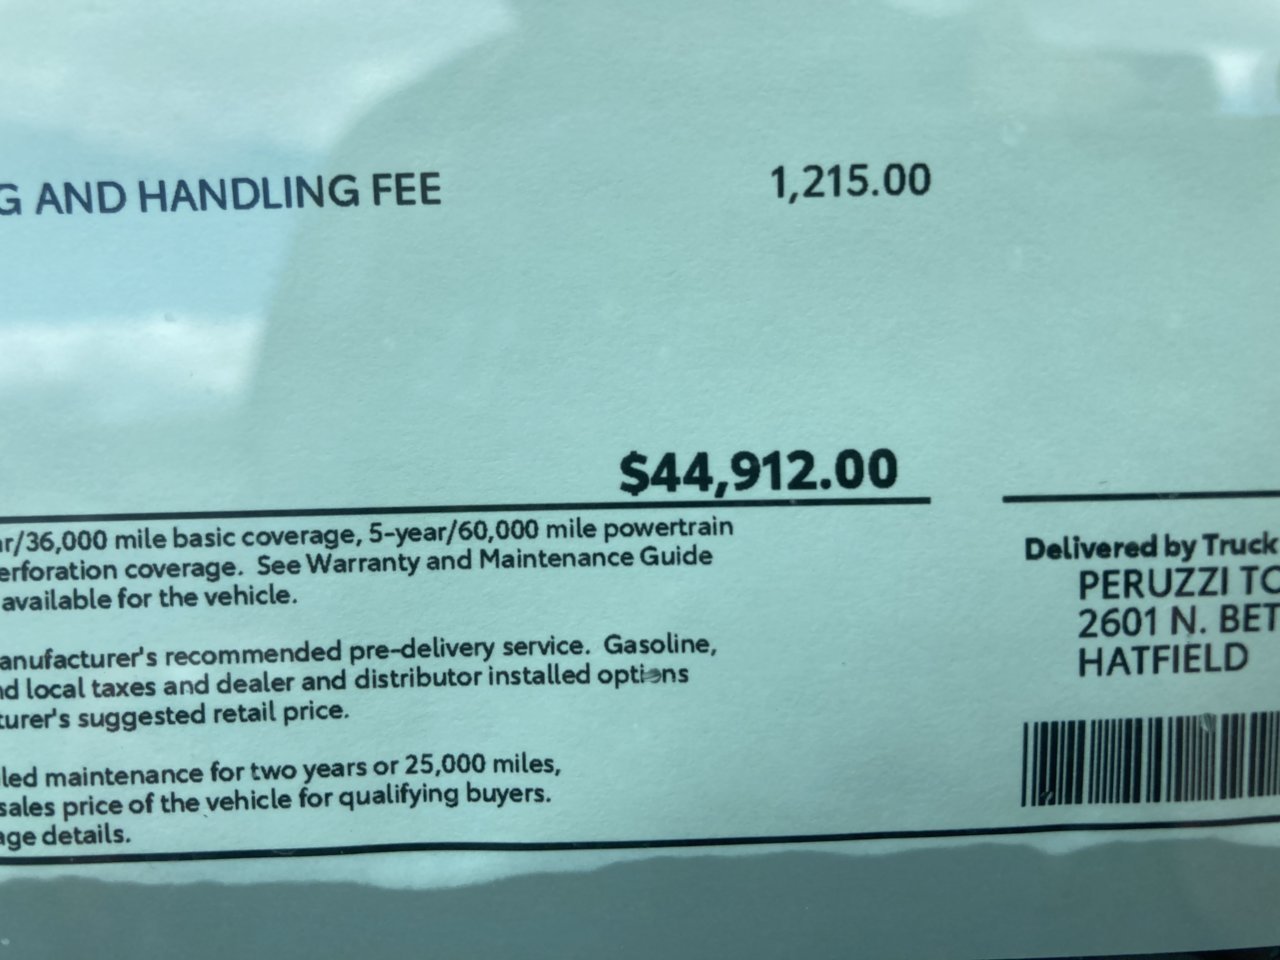 G AND HANDLING FEE 1,215.00
$44,912.00
ar/36,000 mile basic coverage, 5-year/60,000 mile powertrain
erforation coverage. See Warranty and Maintenance Guide
available for the vehicle.
anufacturer's recommended pre-delivery service. Gasoline,
nd local taxes and dealer and distributor installed options
turer's suggested retail price.
led maintenance for two years or 25,000 miles,
sales price of the vehicle for qualifying buyers.
age details.
Delivered by Truck
PERUZZI TO
2601 N. BET
HATFIELD